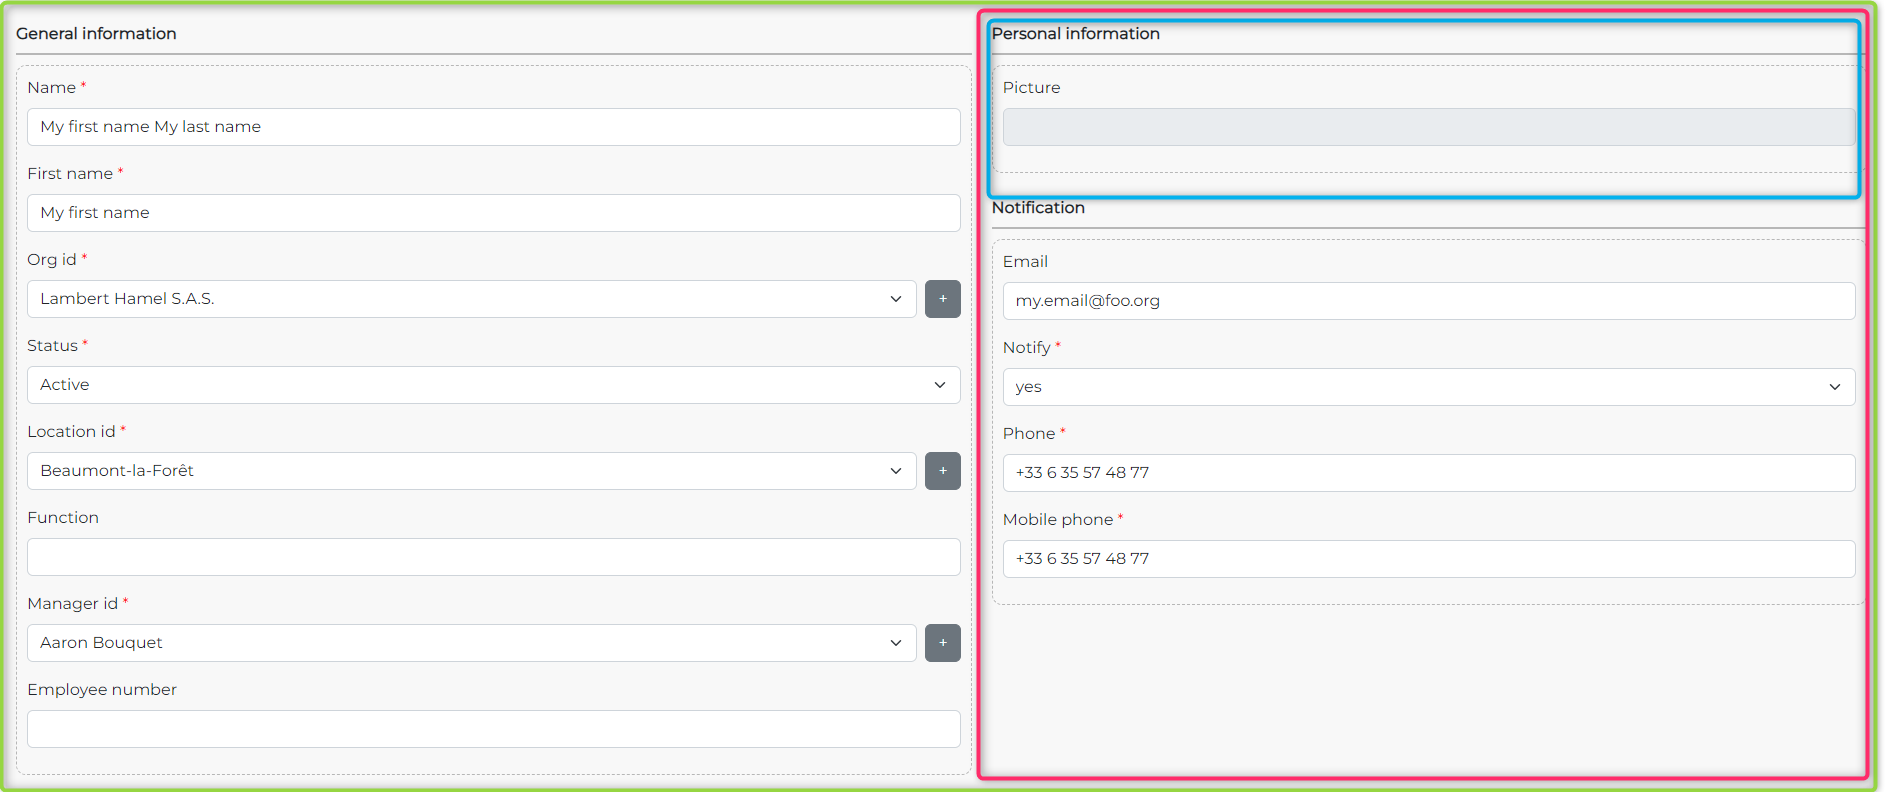 General information
Name *
My first name My last name
First name *
My first name
Org id *
Lambert Hamel S.A.S.
+
Status *
Active
Location id *
Beaumont-la-Forêt
+
Function
Manager id *
Aaron Bouquet
+
Employee number
Personal information
Picture
Notification
Email
my.email@foo.org
Notify *
yes
Phone *
+33 6 35 57 48 77
Mobile phone *
+33 6 35 57 48 77